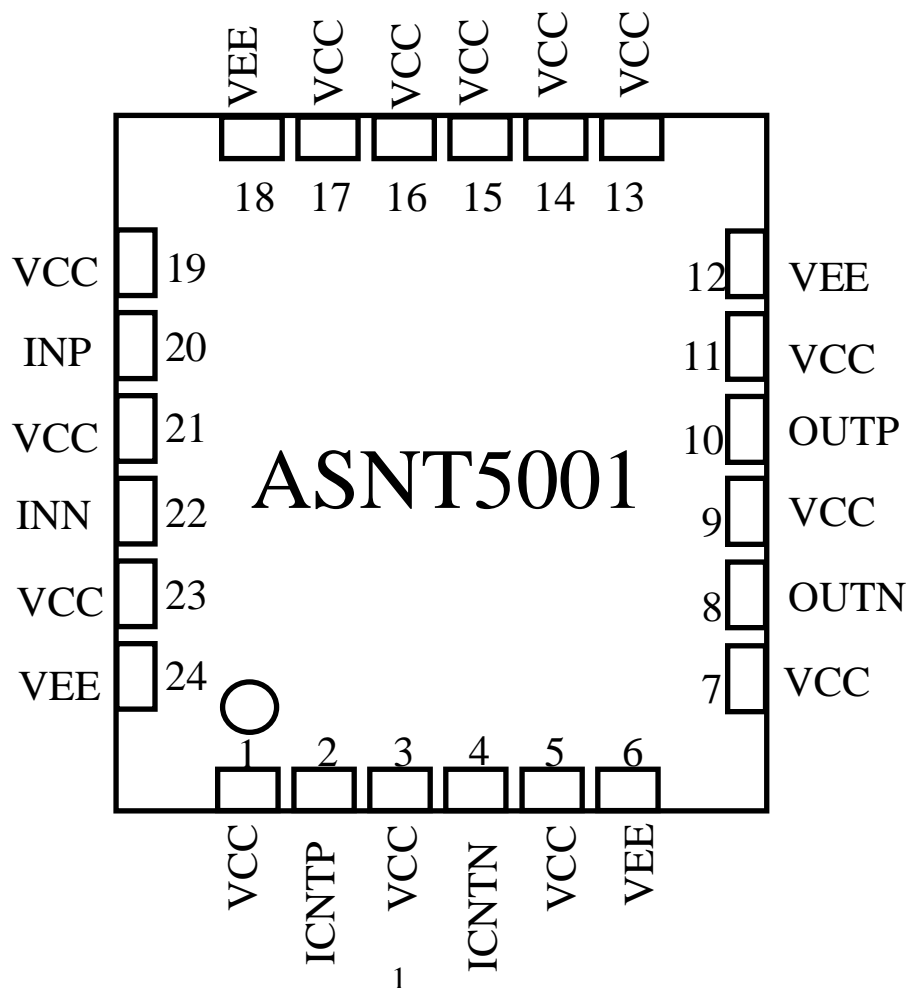 VEE VCC VCC VCC VCC VCC
18 17 16 15 14 13
VCC 19 12 VEE
INP 20 11 VCC
VCC 21 10 OUTP
ASNT5001
INN 22 9 VCC
VCC 23 8 OUTN
VEE 24 7 VCC
1 2 3 4 5 6
VCC ICNTP VCC ICNTN VCC VEE
1